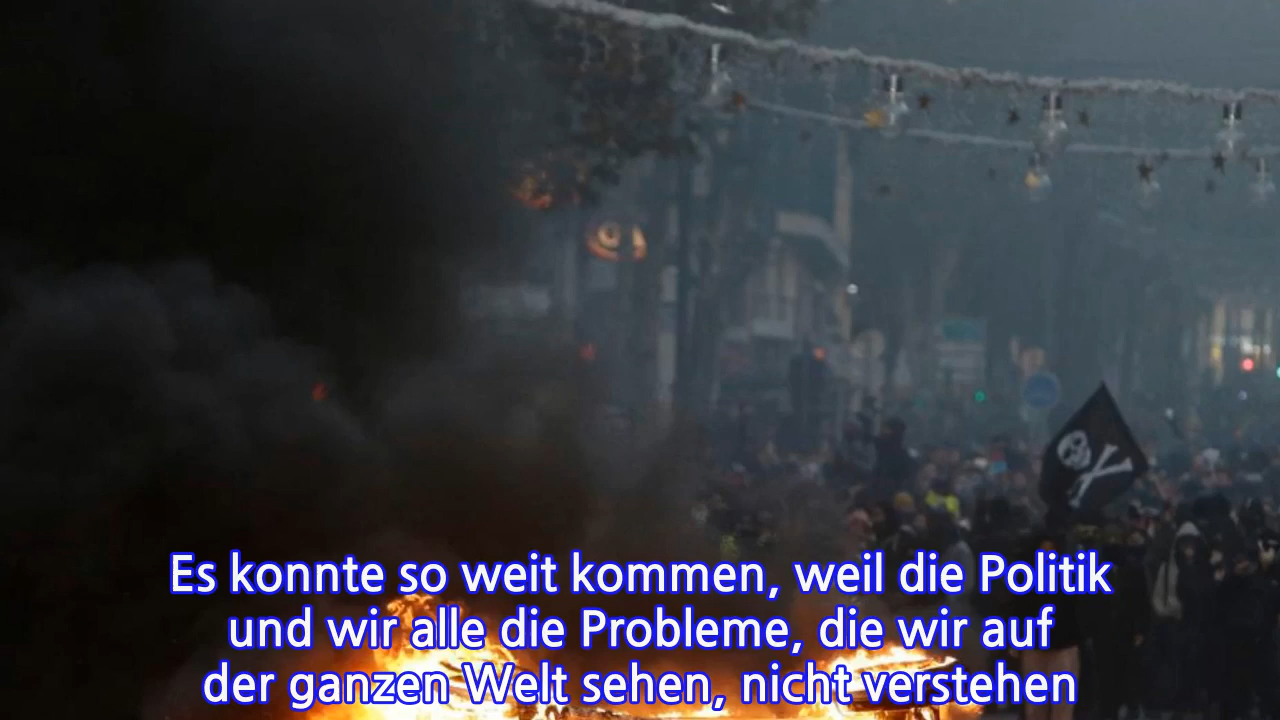 Es konnte so weit kommen, weil die Politik
und wir alle die Probleme, die wir auf
der ganzen Welt sehen, nicht verstehen